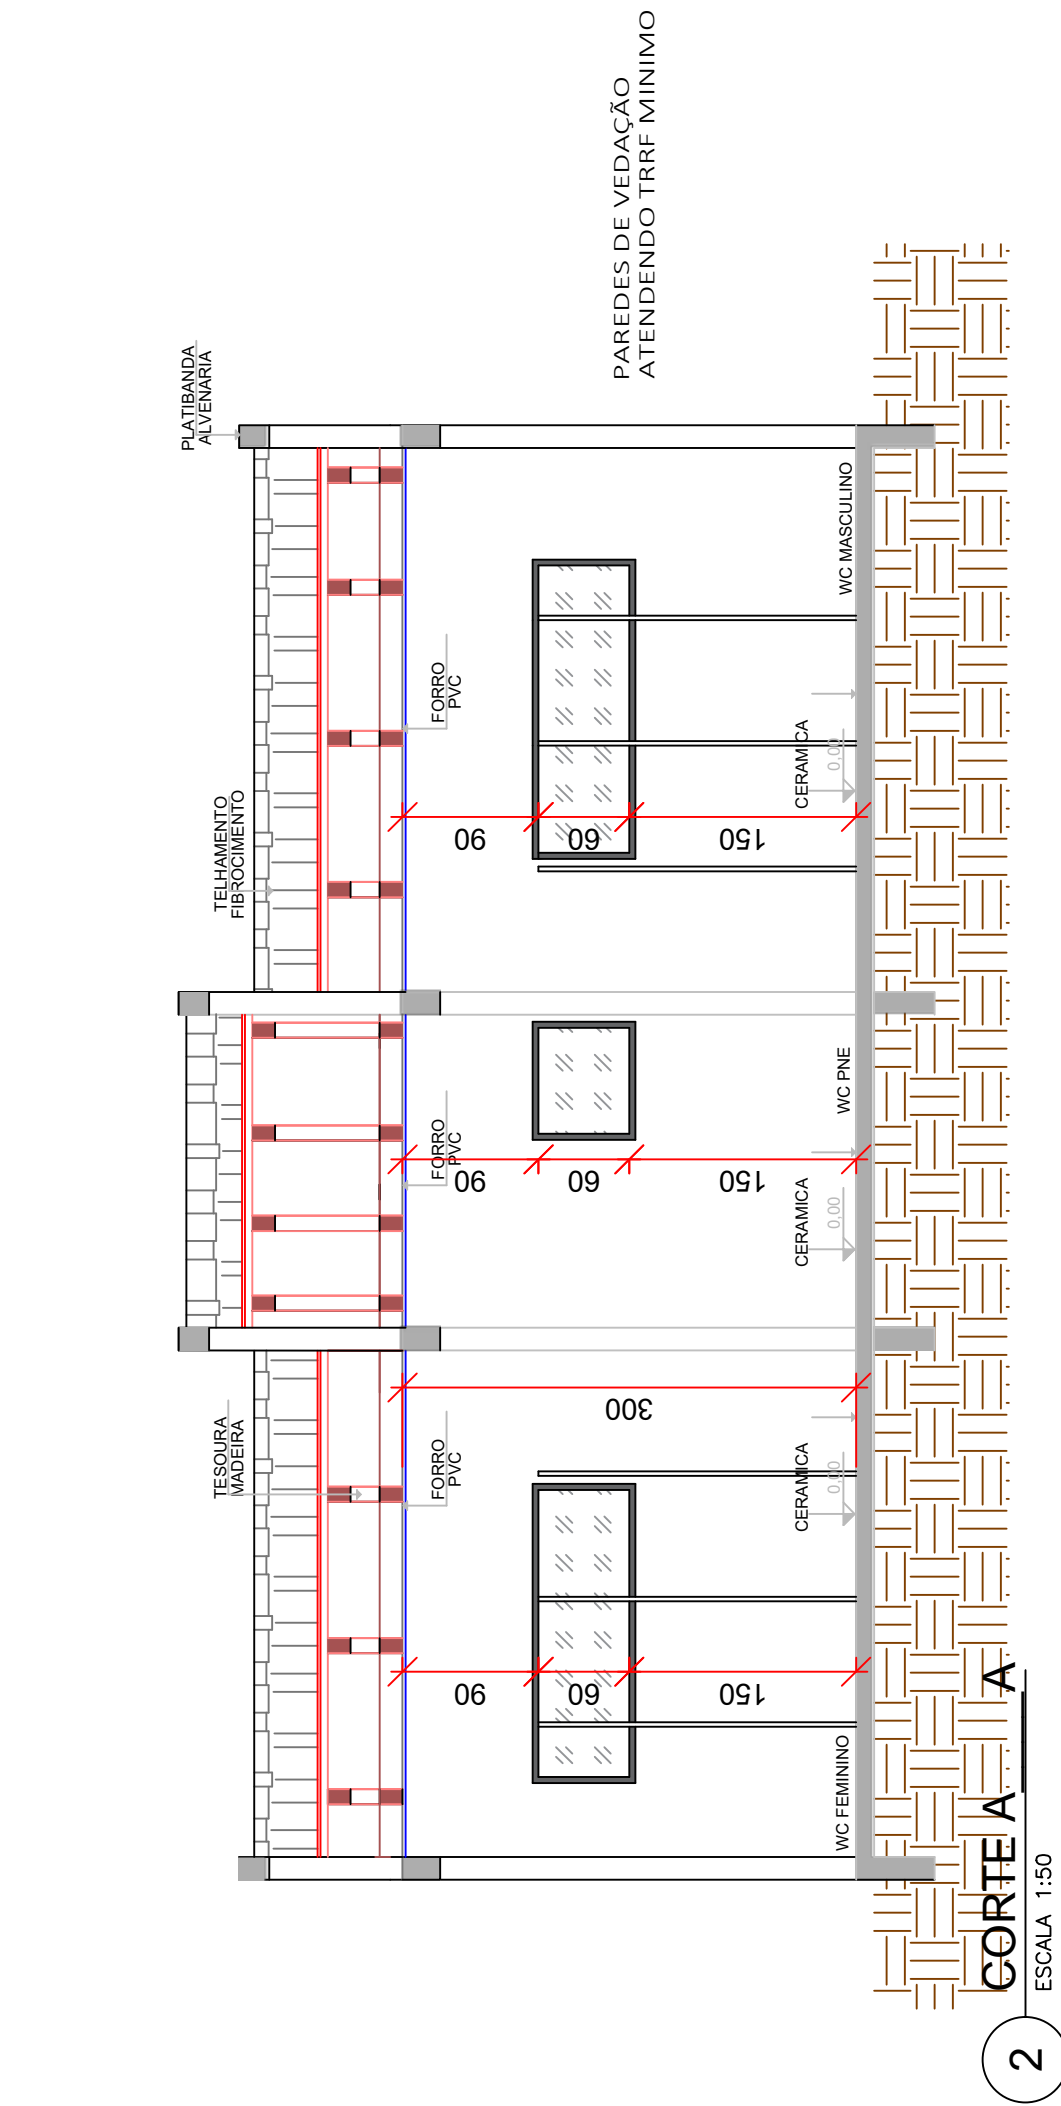 PLATIBANDA
ALVENARIA
TELHAMENTO
FIBROCIMENTO
TESOURA
MADEIRA
PAREDES DE VEDAÇÃO
ATENDENDO TRRF MINIMO
FORRO
PVC
FORRO
PVC
FORRO
PVC
90
60
150
300
90
60
150
90
60
150
CERAMICA
0,00
CERAMICA
0,00
CERAMICA
0,00
WC FEMININO
WC PNE
WC MASCULINO
2
CORTE A A
ESCALA 1:50